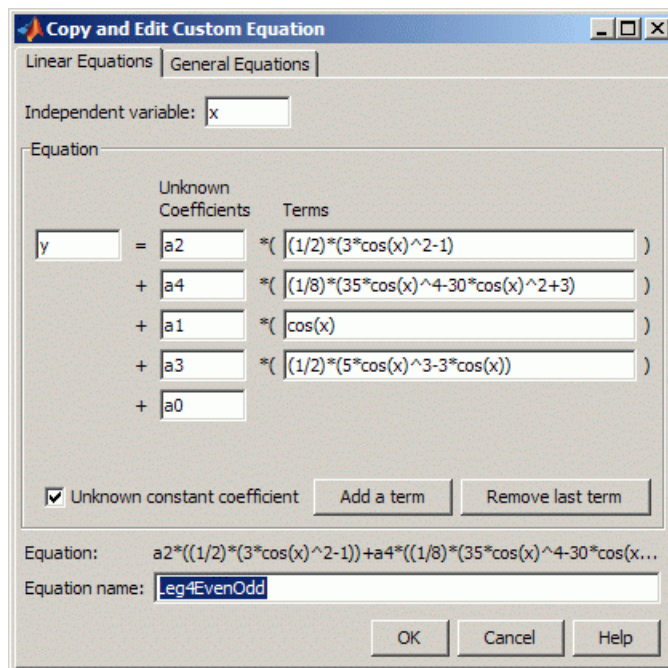 Copy and Edit Custom Equation
Linear Equations General Equations
Independent variable: x
Equation
Unknown
Coefficients Terms
y = a2 *( (1/2)*(3*cos(x)^2-1) )
+ a4 *( (1/8)*(35*cos(x)^4-30*cos(x)^2+3) )
+ a1 *( cos(x) )
+ a3 *( (1/2)*(5*cos(x)^3-3*cos(x)) )
+ a0
Unknown constant coefficient Add a term Remove last term
Equation: a2*((1/2)*(3*cos(x)^2-1))+a4*((1/8)*(35*cos(x)^4-30*cos(x...
Equation name: Leg4EvenOdd
OK Cancel Help